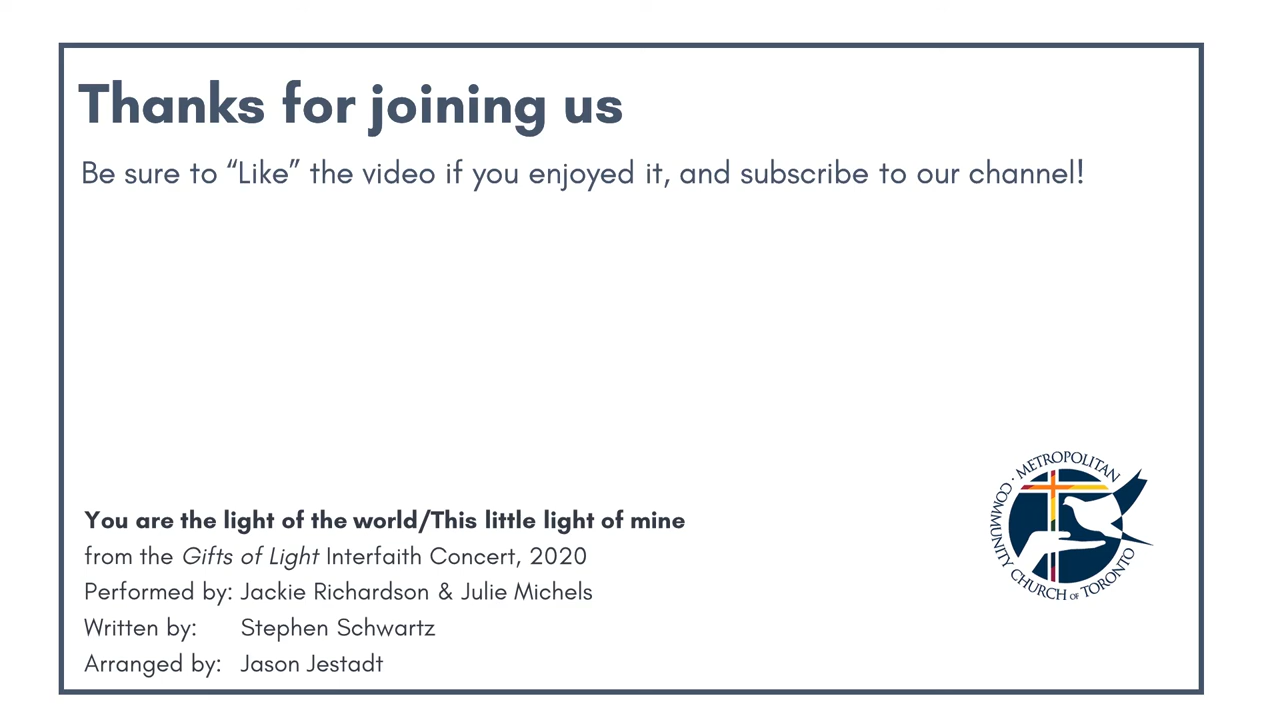 Thanks for joining us
Be sure to “Like” the video if you enjoyed it, and subscribe to our channel!
You are the light of the world/This little light of mine
from the Gifts of Light Interfaith Concert, 2020
Performed by: Jackie Richardson & Julie Michels
Written by: Stephen Schwartz
Arranged by: Jason Jestadt
METROPOLITAN COMMUNITY CHURCH OF TORONTO